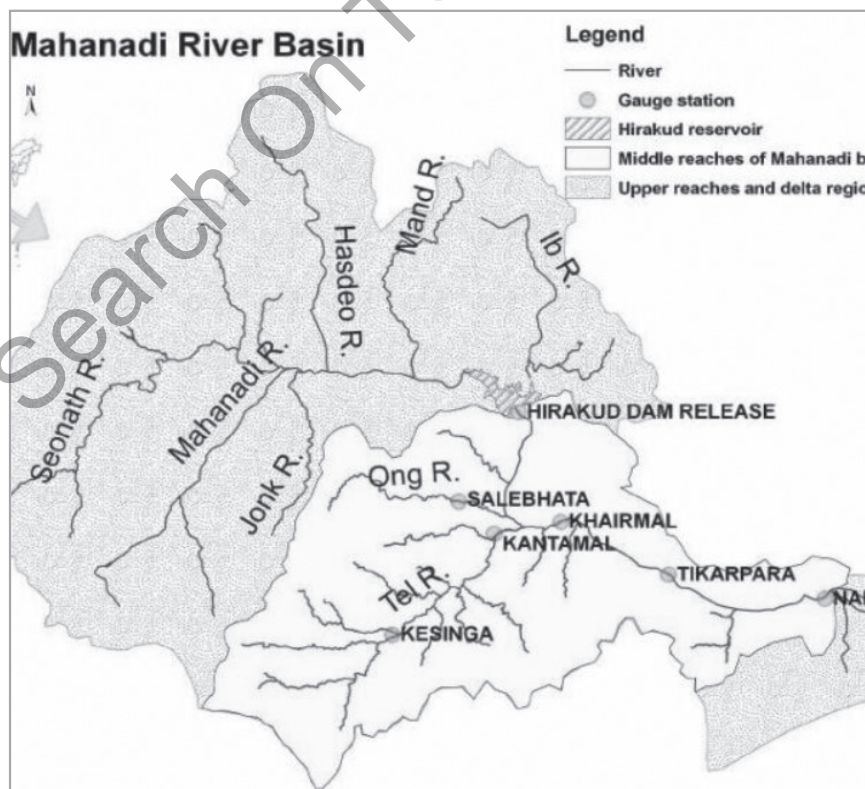 Mahanadi River Basin
Legend
River
Gauge station
Hirakud reservoir
Middle reaches of Mahanadi b
Upper reaches and delta regio
N
Search On T
Seonath R.
Mahanadi R.
Hasdeo R.
Mand R.
Ib R.
Jonk R.
HIRAKUD DAM RELEASE
Ong R.
SALEBHATA
KHAIRMAL
KANTAMAL
Tel R.
TIKARPARA
KESINGA